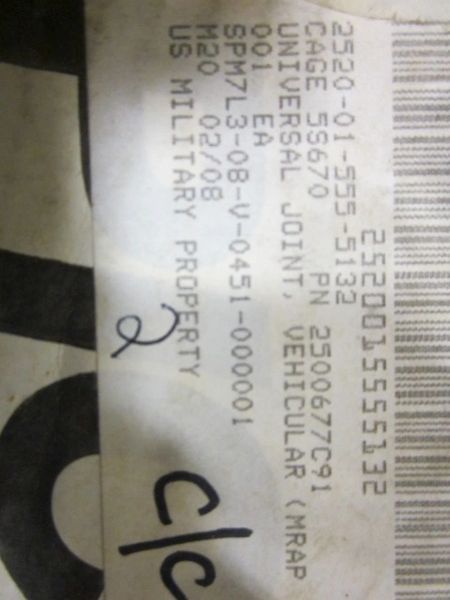 2520015555132
2520-01-555-5132
CAGE 5S670 PN 2500677C91
UNIVERSAL JOINT, VEHICULAR (MRAP
001 EA
SPM7L3-08-V-0451-000001
M20 02/08
US MILITARY PROPERTY
2
C/C